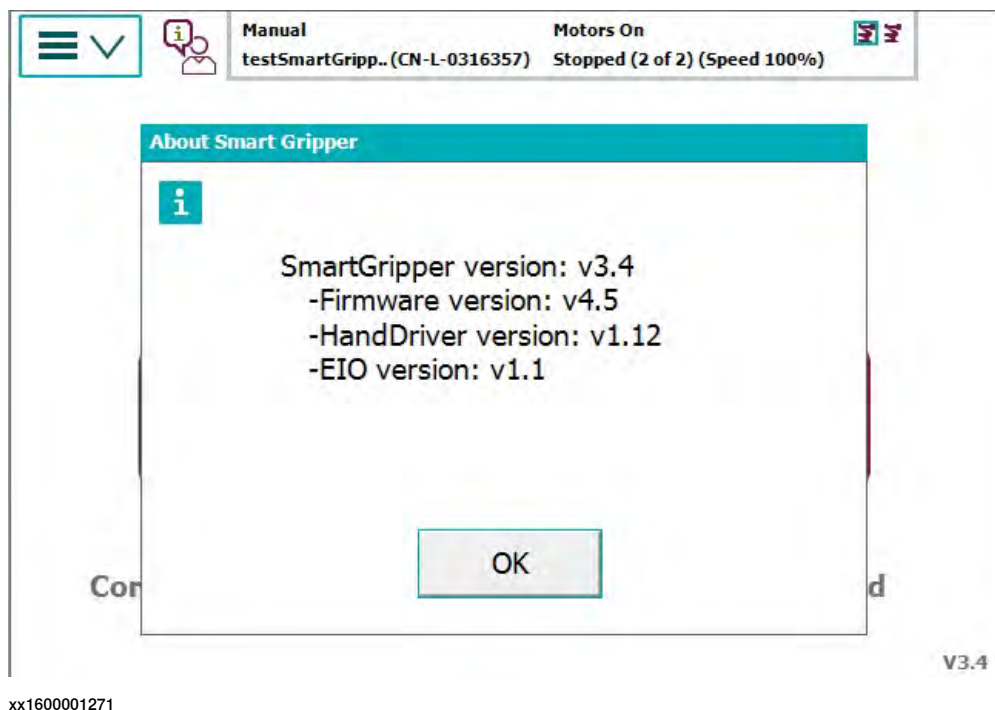 Manual
Motors On
testSmartGripp.. (CN-L-0316357)
Stopped (2 of 2) (Speed 100%)
About Smart Gripper
i
SmartGripper version: v3.4
-Firmware version: v4.5
-HandDriver version: v1.12
-EIO version: v1.1
OK
V3.4
xx1600001271